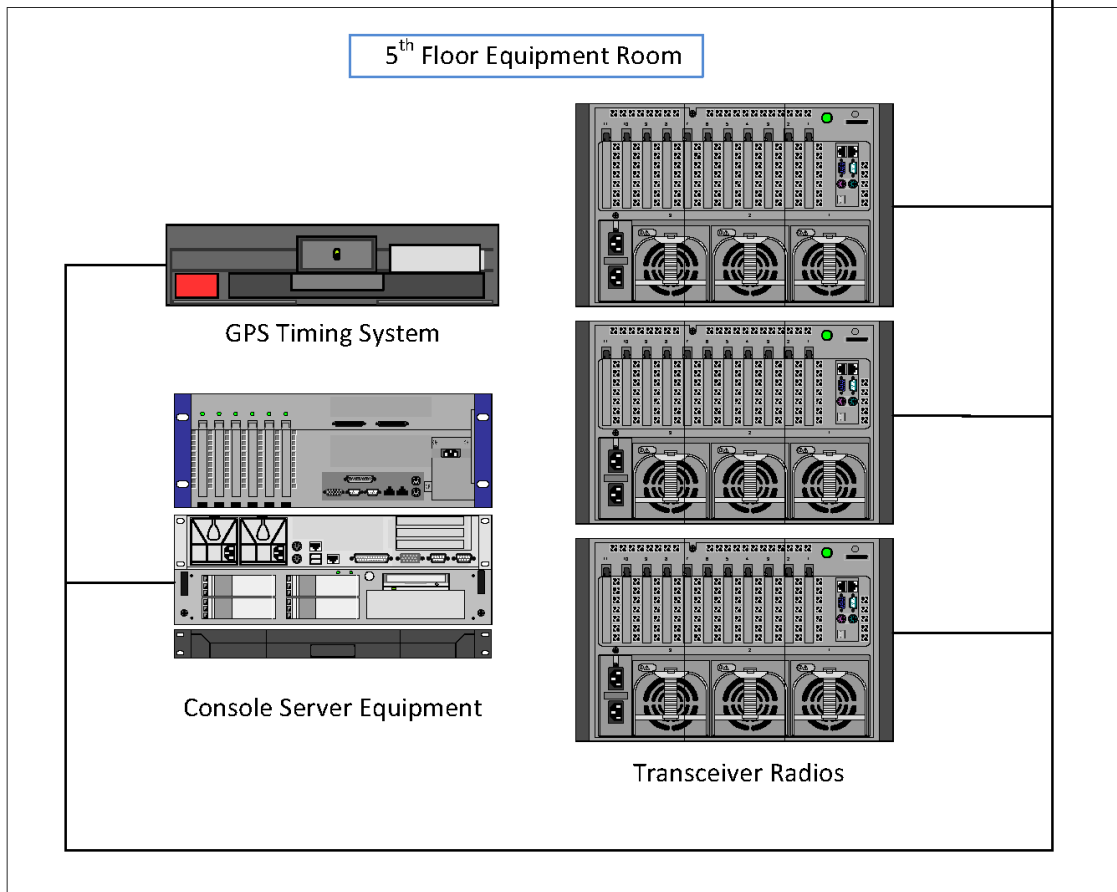 5th Floor Equipment Room
GPS Timing System
Console Server Equipment
Transceiver Radios